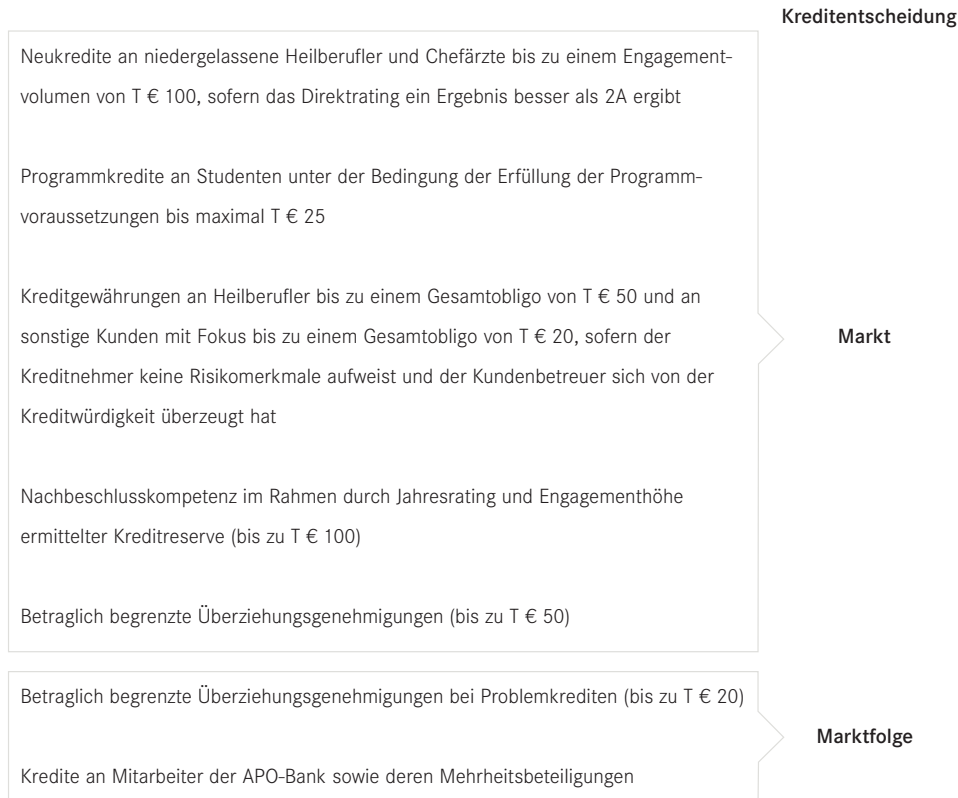 Kreditentscheidung
Neukredite an niedergelassene Heilberufler und Chefärzte bis zu einem Engagement-
volumen von T € 100, sofern das Direktrating ein Ergebnis besser als 2A ergibt
Programmkredite an Studenten unter der Bedingung der Erfüllung der Programm-
voraussetzungen bis maximal T € 25
Kreditgewährungen an Heilberufler bis zu einem Gesamtobligo von T € 50 und an
sonstige Kunden mit Fokus bis zu einem Gesamtobligo von T € 20, sofern der
Kreditnehmer keine Risikomerkmale aufweist und der Kundenbetreuer sich von der
Kreditwürdigkeit überzeugt hat
Markt
Nachbeschlusskompetenz im Rahmen durch Jahresrating und Engagementhöhe
ermittelter Kreditreserve (bis zu T € 100)
Betraglich begrenzte Überziehungsgenehmigungen (bis zu T € 50)
Betraglich begrenzte Überziehungsgenehmigungen bei Problemkrediten (bis zu T € 20)
Marktfolge
Kredite an Mitarbeiter der APO-Bank sowie deren Mehrheitsbeteiligungen